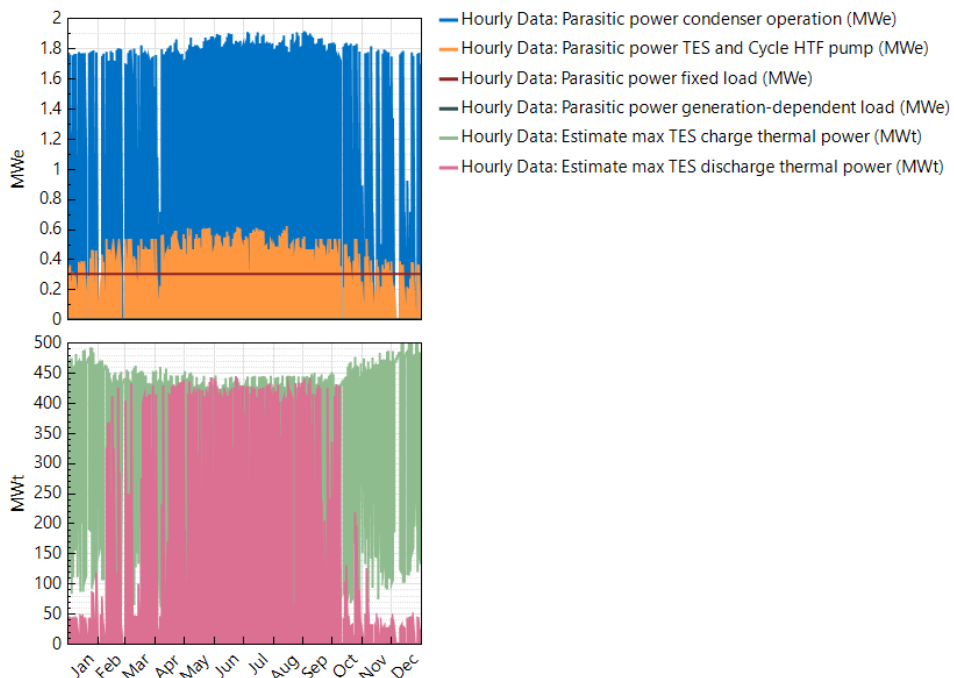 2
1.8
1.6
1.4
1.2
1
0.8
0.6
0.4
0.2
0
MWe
Hourly Data: Parasitic power condenser operation (MWe)
Hourly Data: Parasitic power TES and Cycle HTF pump (MWe)
Hourly Data: Parasitic power fixed load (MWe)
Hourly Data: Parasitic power generation-dependent load (MWe)
Hourly Data: Estimate max TES charge thermal power (MWt)
Hourly Data: Estimate max TES discharge thermal power (MWt)
500
450
400
350
300
250
200
150
100
50
0
MWt
Jan Feb Mar Apr May Jun Jul Aug Sep Oct Nov Dec